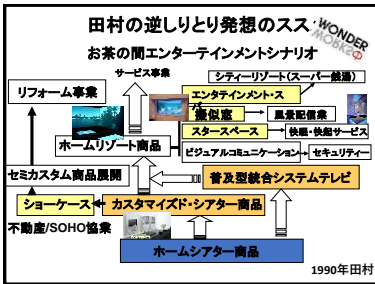 田村の逆しりとり発想のスス
WONDER
お茶の間エンターテインメントシナリオ
サービス事業
シティーリゾート(スーパー銭湯)
リフォーム事業
エンタテインメント・ス
擬似窓
風景配信業
スタースペース
快眠・快起サービス
ホームリゾート商品
ビジュアルコミュニケーション
セキュリティー
セミカスタム商品展開
普及型統合システムテレビ
ショーケース
カスタマイズド・シアター商品
不動産/SOHO協業
ホームシアター商品
1990年田村